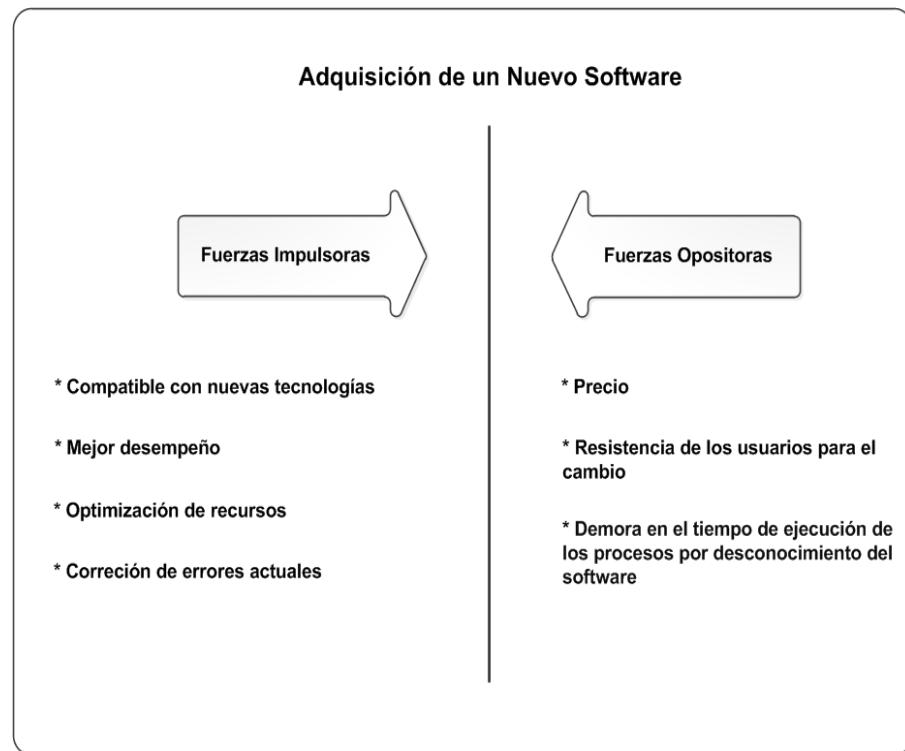 Adquisición de un Nuevo Software
Fuerzas Impulsoras
Fuerzas Opositoras
* Compatible con nuevas tecnologías
* Mejor desempeño
* Optimización de recursos
* Correción de errores actuales
* Precio
* Resistencia de los usuarios para el
cambio
* Demora en el tiempo de ejecución de
los procesos por desconocimiento del
software